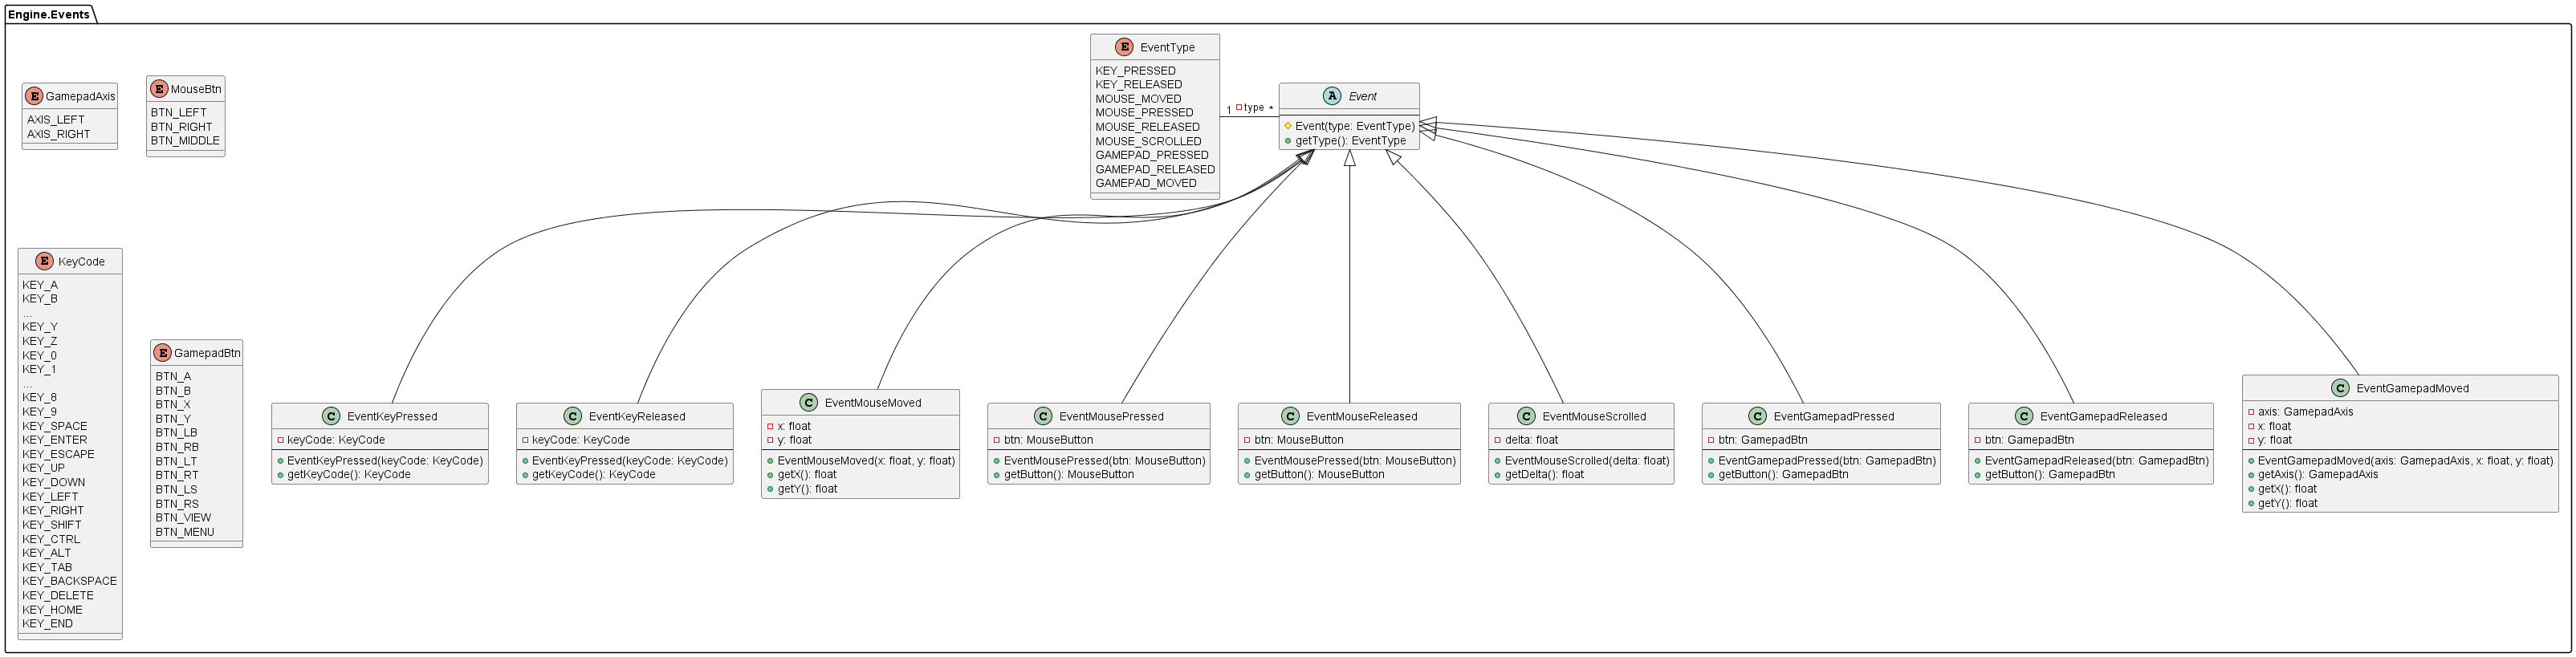 Engine.Events
E GamepadAxis
AXIS_LEFT
AXIS_RIGHT
E MouseBtn
BTN_LEFT
BTN_RIGHT
BTN_MIDDLE
E EventType
KEY_PRESSED
KEY_RELEASED
MOUSE_MOVED
MOUSE_PRESSED
MOUSE_RELEASED
MOUSE_SCROLLED
GAMEPAD_PRESSED
GAMEPAD_RELEASED
GAMEPAD_MOVED
1 type *
A Event
Event(type: EventType)
getType(): EventType
E KeyCode
KEY_A
KEY_B
...
KEY_Y
KEY_Z
KEY_0
KEY_1
...
KEY_8
KEY_9
KEY_SPACE
KEY_ENTER
KEY_ESCAPE
KEY_UP
KEY_DOWN
KEY_LEFT
KEY_RIGHT
KEY_SHIFT
KEY_CTRL
KEY_ALT
KEY_TAB
KEY_BACKSPACE
KEY_DELETE
KEY_HOME
KEY_END
E GamepadBtn
BTN_A
BTN_B
BTN_X
BTN_Y
BTN_LB
BTN_RB
BTN_LT
BTN_RT
BTN_LS
BTN_RS
BTN_VIEW
BTN_MENU
C EventKeyPressed
keyCode: KeyCode
EventKeyPressed(keyCode: KeyCode)
getKeyCode(): KeyCode
C EventKeyReleased
keyCode: KeyCode
EventKeyPressed(keyCode: KeyCode)
getKeyCode(): KeyCode
C EventMouseMoved
x: float
y: float
EventMouseMoved(x: float, y: float)
getX(): float
getY(): float
C EventMousePressed
btn: MouseButton
EventMousePressed(btn: MouseButton)
getButton(): MouseButton
C EventMouseReleased
btn: MouseButton
EventMousePressed(btn: MouseButton)
getButton(): MouseButton
C EventMouseScrolled
delta: float
EventMouseScrolled(delta: float)
getDelta(): float
C EventGamepadPressed
btn: GamepadBtn
EventGamepadPressed(btn: GamepadBtn)
getButton(): GamepadBtn
C EventGamepadReleased
btn: GamepadBtn
EventGamepadReleased(btn: GamepadBtn)
getButton(): GamepadBtn
C EventGamepadMoved
axis: GamepadAxis
x: float
y: float
EventGamepadMoved(axis: GamepadAxis, x: float, y: float)
getAxis(): GamepadAxis
getX(): float
getY(): float